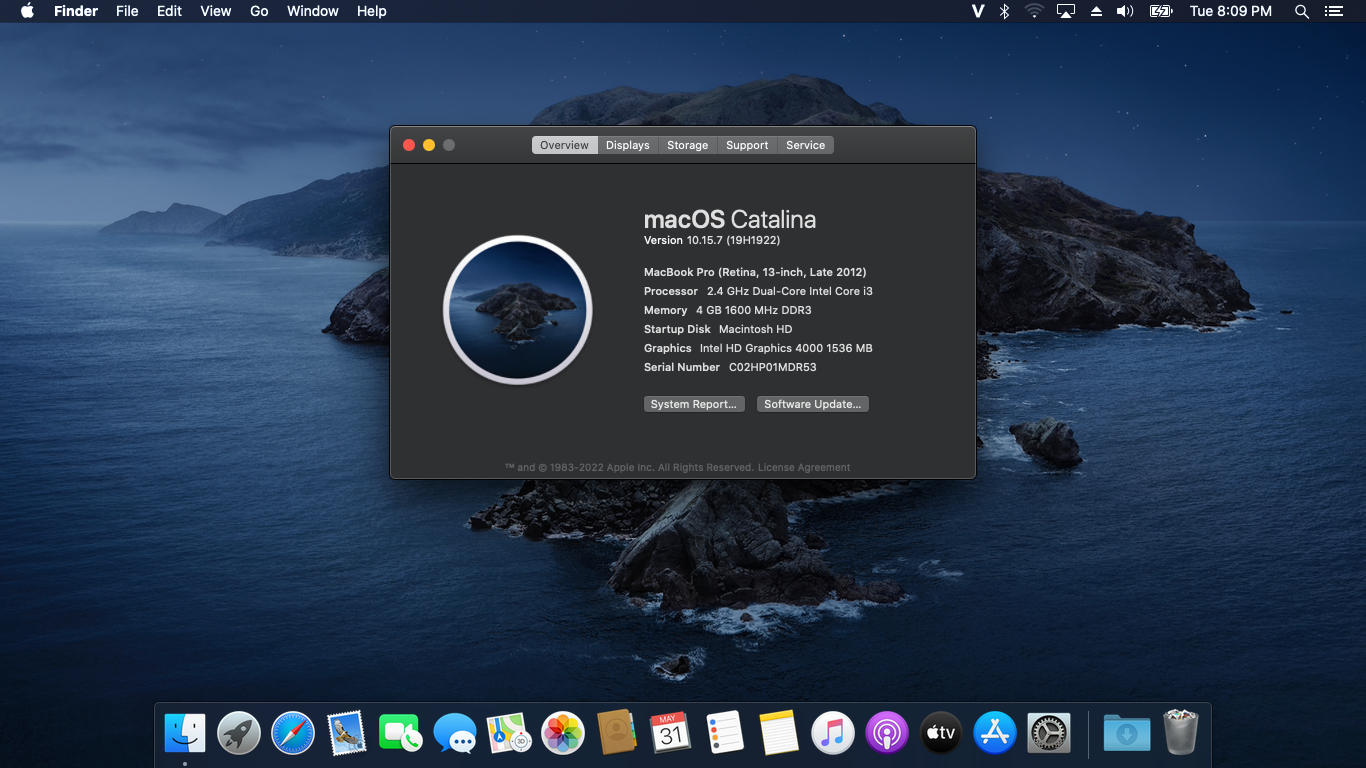 Finder File Edit View Go Window Help V Tue 8:09 PM
Overview Displays Storage Support Service
macOS Catalina
Version 10.15.7 (19H1922)
MacBook Pro (Retina, 13-inch, Late 2012)
Processor 2.4 GHz Dual-Core Intel Core i3
Memory 4 GB 1600 MHz DDR3
Startup Disk Macintosh HD
Graphics Intel HD Graphics 4000 1536 MB
Serial Number C02HP01MDR53
System Report... Software Update...
™ and © 1983-2022 Apple Inc. All Rights Reserved. License Agreement
3D
MAY
31
tv